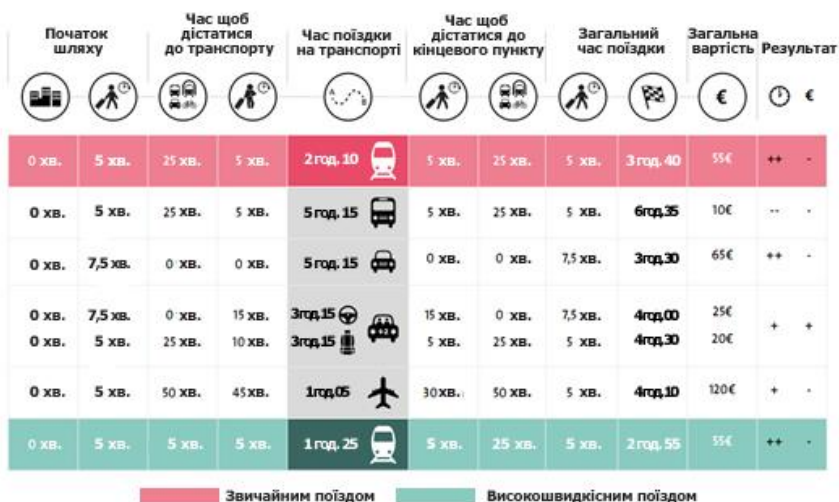 Початок шляху
Час щоб дістатися до транспорту
Час поїздки на транспорті
Час щоб дістатися до кінцевого пункту
Загальний час поїздки
Загальна вартість
Результат
A B € €
0 хв. 5 хв. 25 хв. 5 хв. 2 год. 10 5 хв. 25 хв. 5 хв. 3 год. 40 55€ ++ -
0 хв. 5 хв. 25 хв. 5 хв. 5 год. 15 5 хв. 25 хв. 5 хв. 6 год. 35 10€ -- -
0 хв. 7,5 хв. 0 хв. 0 хв. 5 год. 15 0 хв. 0 хв. 7,5 хв. 3 год. 30 65€ ++ -
0 хв. 7,5 хв. 0 хв. 15 хв. 3 год. 15 15 хв. 0 хв. 7,5 хв. 4 год. 00 25€ + +
0 хв. 5 хв. 25 хв. 10 хв. 3 год. 15 5 хв. 25 хв. 5 хв. 4 год. 30 20€
0 хв. 5 хв. 50 хв. 45 хв. 1 год. 05 30 хв. 50 хв. 5 хв. 4 год. 10 120€ + -
0 хв. 5 хв. 5 хв. 5 хв. 1 год. 25 5 хв. 25 хв. 5 хв. 2 год. 55 55€ ++ -
Звичайним поїздом Високошвидкісним поїздом